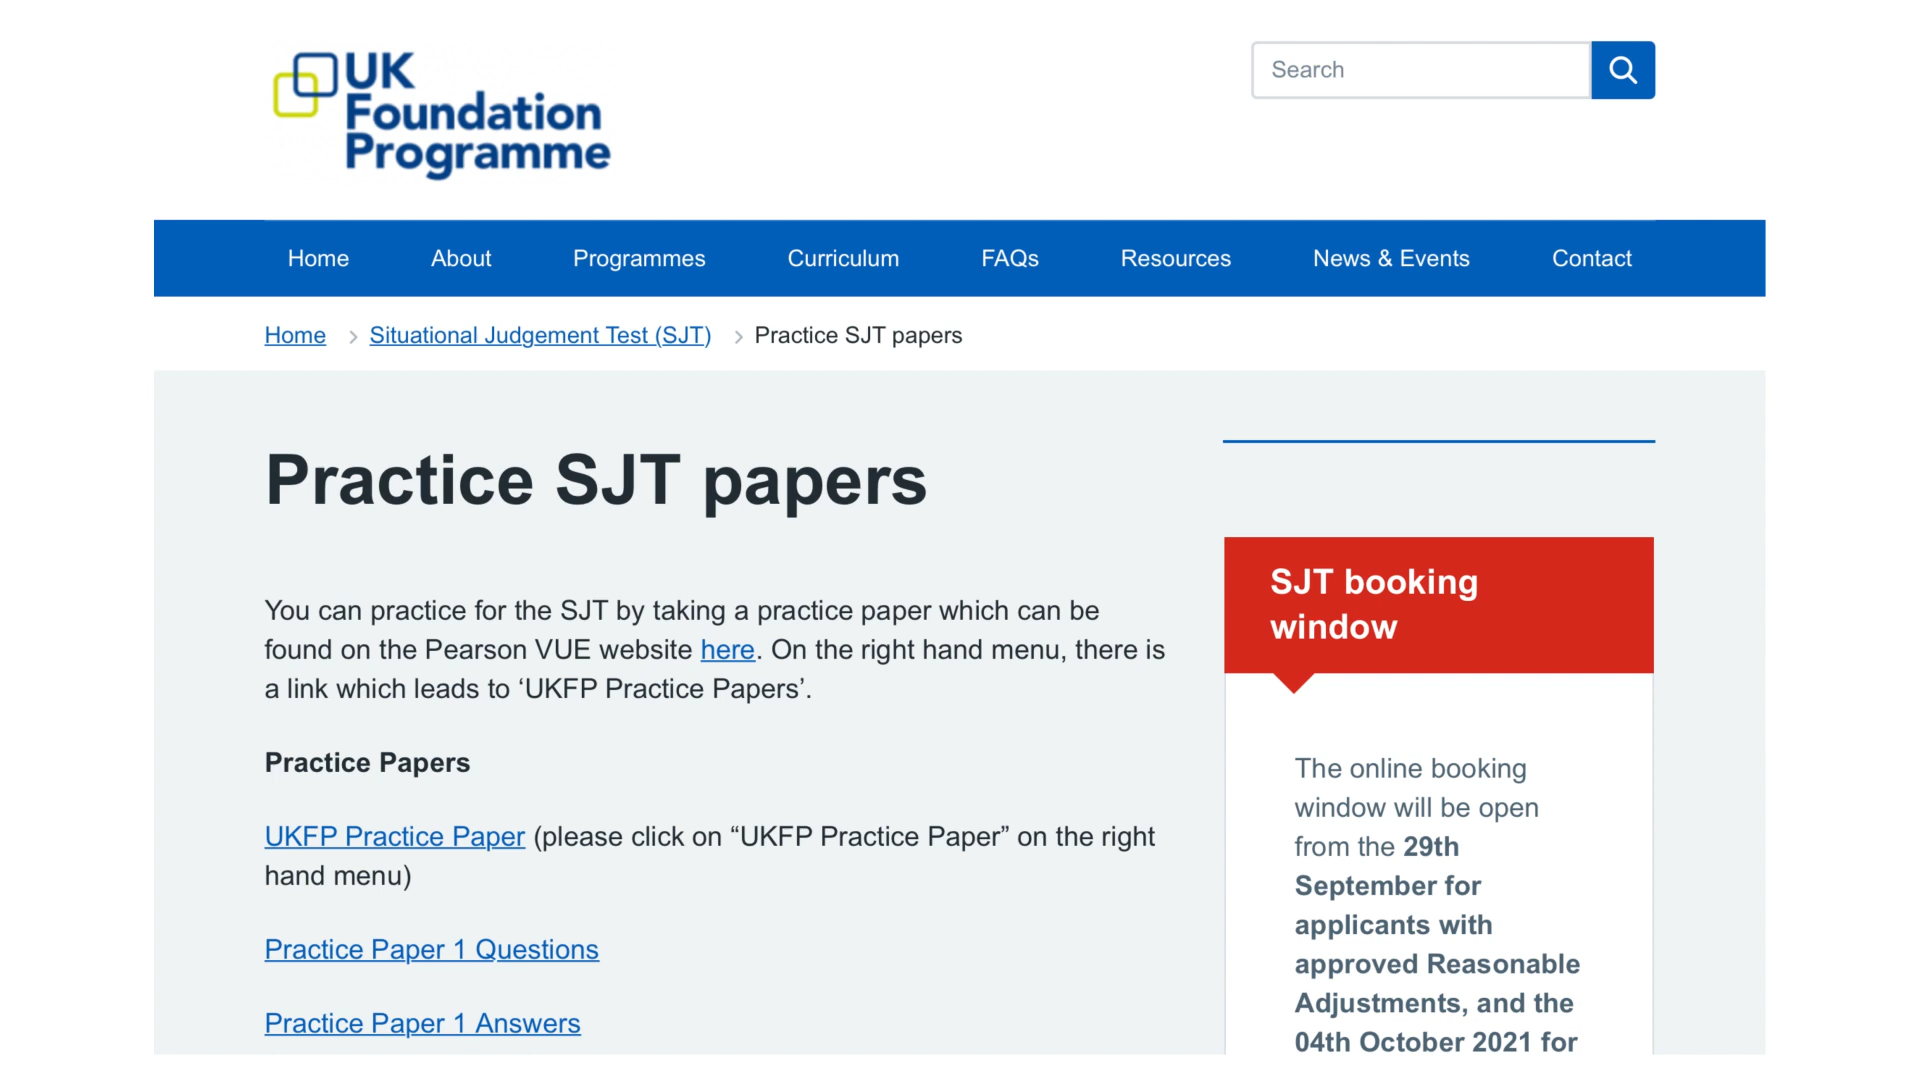 UK
Foundation
Programme
Search
Home About Programmes Curriculum FAQs Resources News & Events Contact
Home > Situational Judgement Test (SJT) > Practice SJT papers
Practice SJT papers
You can practice for the SJT by taking a practice paper which can be
found on the Pearson VUE website here. On the right hand menu, there is
a link which leads to ‘UKFP Practice Papers’.
Practice Papers
UKFP Practice Paper (please click on “UKFP Practice Paper” on the right
hand menu)
Practice Paper 1 Questions
Practice Paper 1 Answers
SJT booking
window
The online booking
window will be open
from the 29th
September for
applicants with
approved Reasonable
Adjustments, and the
04th October 2021 for